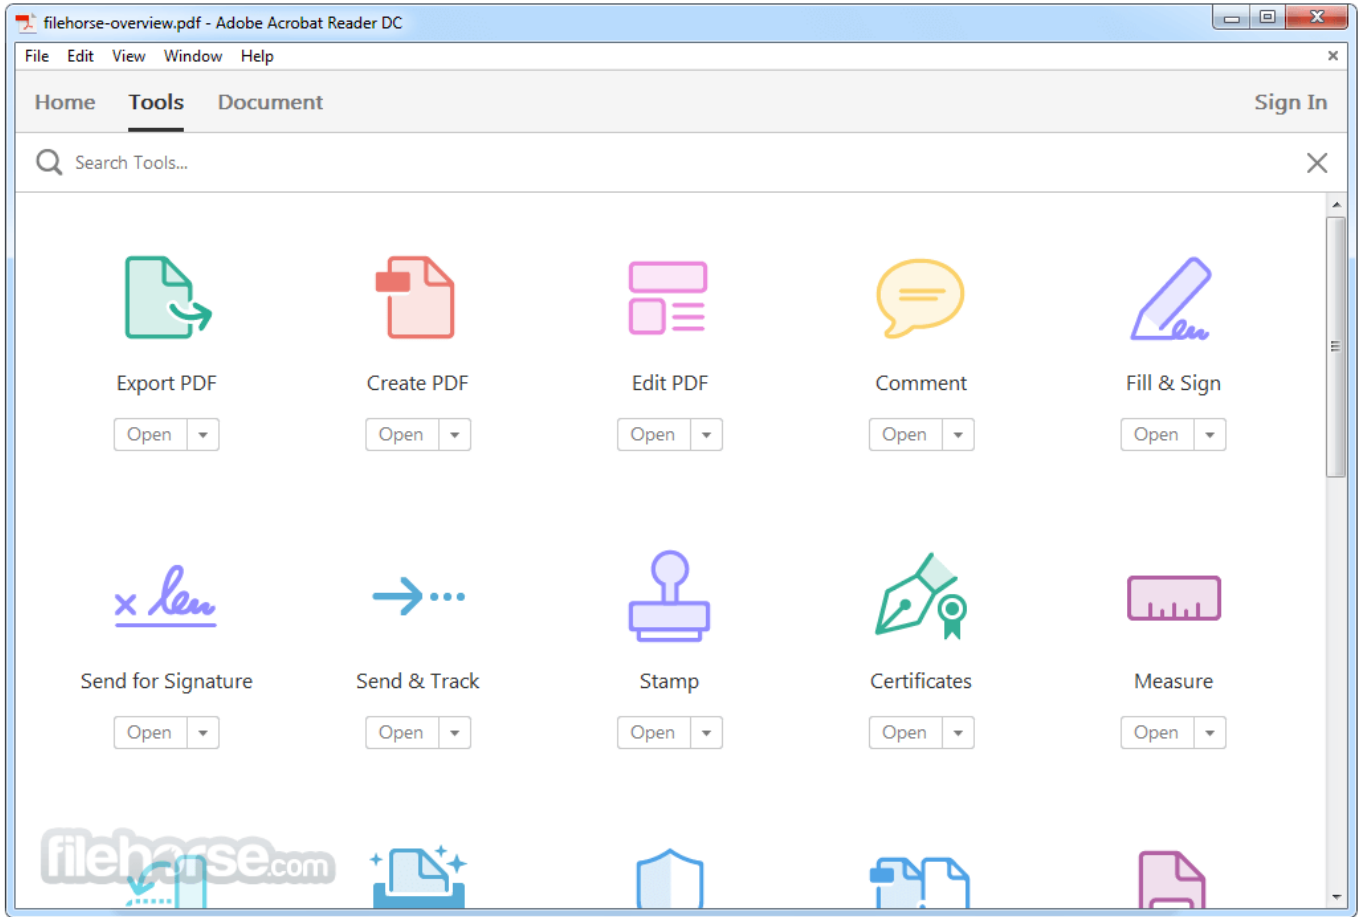 filehorse-overview.pdf - Adobe Acrobat Reader DC
File Edit View Window Help
Home Tools Document Sign In
Search Tools...
Export PDF Create PDF Edit PDF Comment Fill & Sign
Open Open Open Open Open
Send for Signature Send & Track Stamp Certificates Measure
Open Open Open Open Open
filehorse.com